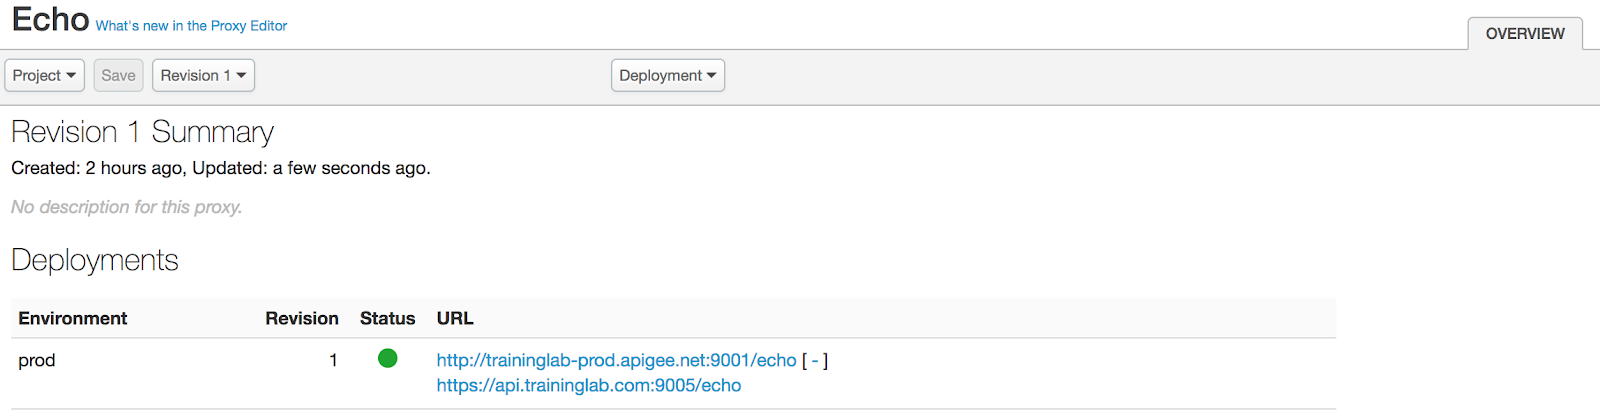 Echo What's new in the Proxy Editor
OVERVIEW
Project Save Revision 1 Deployment
Revision 1 Summary
Created: 2 hours ago, Updated: a few seconds ago.
No description for this proxy.
Deployments
Environment Revision Status URL
prod 1 http://traininglab-prod.apigee.net:9001/echo [ - ]
https://api.traininglab.com:9005/echo